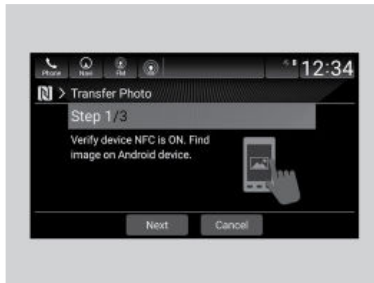 Phone Navi FM
12:34
> Transfer Photo
Step 1/3
Verify device NFC is ON. Find
image on Android device.
Next Cancel